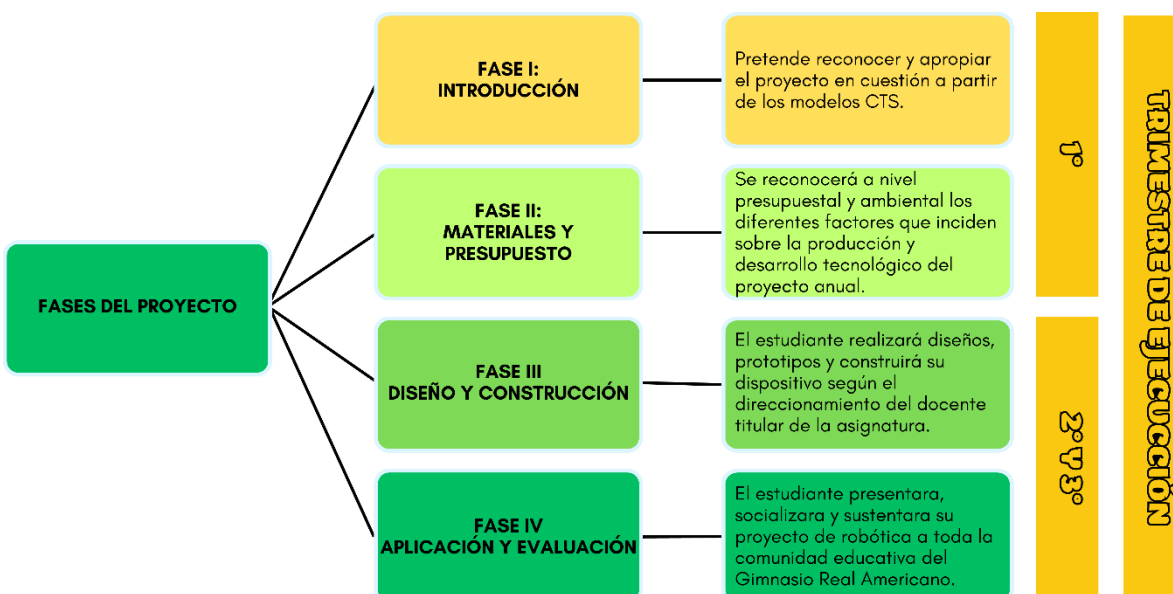 FASES DEL PROYECTO
FASE I:
INTRODUCCIÓN
Pretende reconocer y apropiar
el proyecto en cuestión a partir
de los modelos CTS.
FASE II:
MATERIALES Y
PRESUPUESTO
Se reconocerá a nivel
presupuestal y ambiental los
diferentes factores que inciden
sobre la producción y
desarrollo tecnológico del
proyecto anual.
FASE III
DISEÑO Y CONSTRUCCIÓN
El estudiante realizará diseños,
prototipos y construirá su
dispositivo según el
direccionamiento del docente
titular de la asignatura.
FASE IV
APLICACIÓN Y EVALUACIÓN
El estudiante presentara,
socializara y sustentara su
proyecto de robótica a toda la
comunidad educativa del
Gimnasio Real Americano.
1°
2° Y 3°
TRIMESTRE DE EJECUCCIÓN